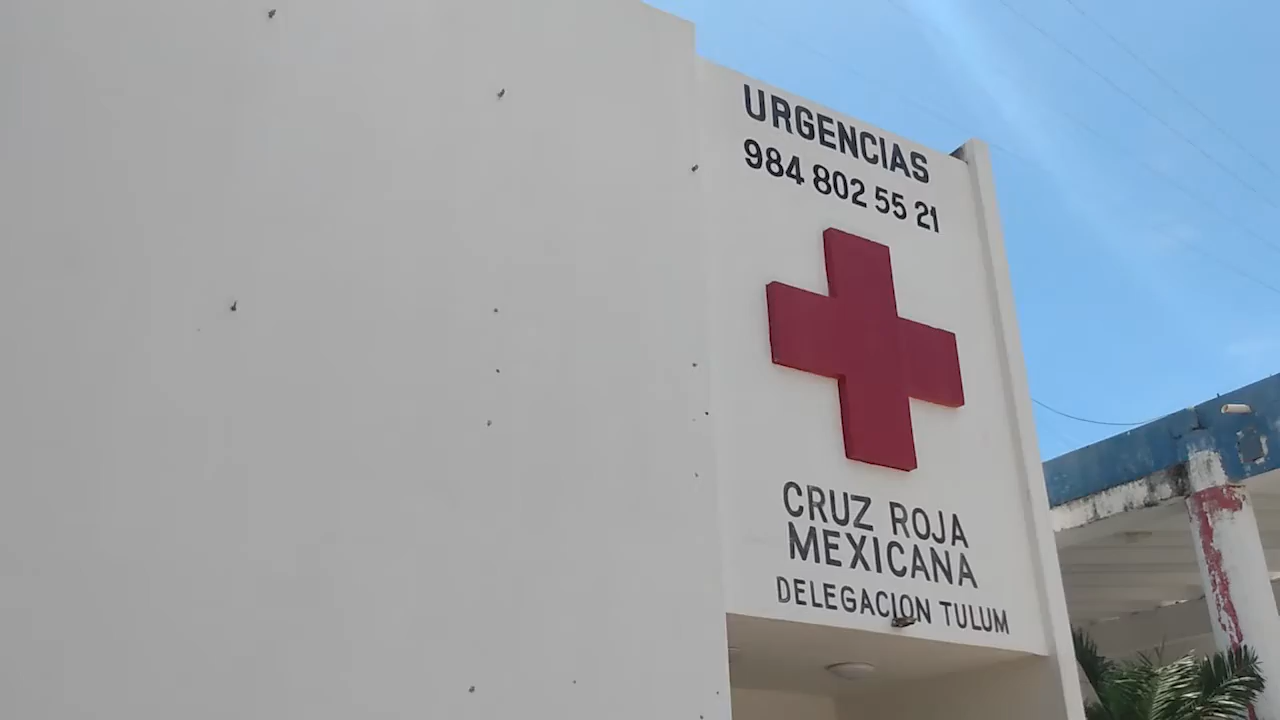 URGENCIAS
984 802 55 21
CRUZ ROJA
MEXICANA
DELEGACION TULUM